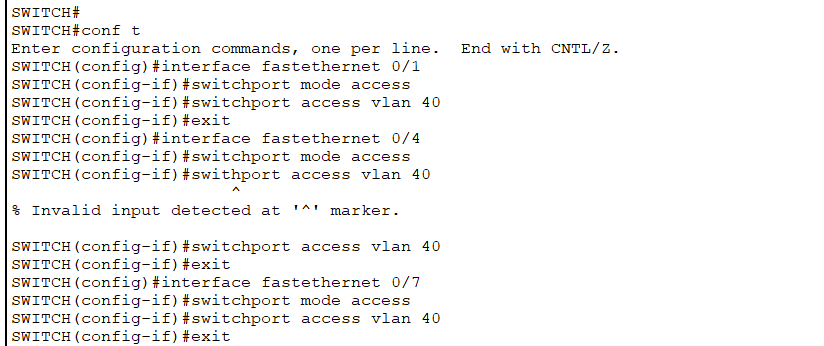 SWITCH#
SWITCH#conf t
Enter configuration commands, one per line.  End with CNTL/Z.
SWITCH(config)#interface fastethernet 0/1
SWITCH(config-if)#switchport mode access
SWITCH(config-if)#switchport access vlan 40
SWITCH(config-if)#exit
SWITCH(config)#interface fastethernet 0/4
SWITCH(config-if)#switchport mode access
SWITCH(config-if)#swithport access vlan 40
                       ^
% Invalid input detected at '^' marker.
SWITCH(config-if)#switchport access vlan 40
SWITCH(config-if)#exit
SWITCH(config)#interface fastethernet 0/7
SWITCH(config-if)#switchport mode access
SWITCH(config-if)#switchport access vlan 40
SWITCH(config-if)#exit